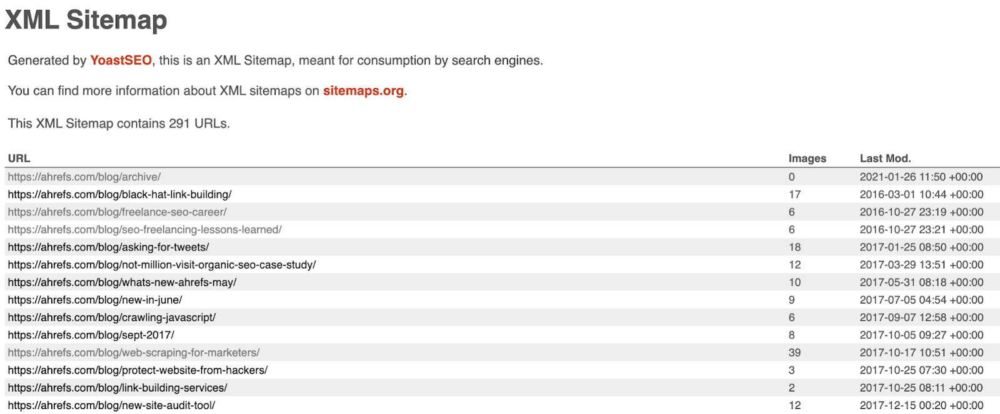 XML Sitemap
Generated by YoastSEO, this is an XML Sitemap, meant for consumption by search engines.
You can find more information about XML sitemaps on sitemaps.org.
This XML Sitemap contains 291 URLs.
URL Images Last Mod.
https://ahrefs.com/blog/archive/ 0 2021-01-26 11:50 +00:00
https://ahrefs.com/blog/black-hat-link-building/ 17 2016-03-01 10:44 +00:00
https://ahrefs.com/blog/freelance-seo-career/ 6 2016-10-27 23:19 +00:00
https://ahrefs.com/blog/seo-freelancing-lessons-learned/ 6 2016-10-27 23:21 +00:00
https://ahrefs.com/blog/asking-for-tweets/ 18 2017-01-25 08:50 +00:00
https://ahrefs.com/blog/not-million-visit-organic-seo-case-study/ 12 2017-03-29 13:51 +00:00
https://ahrefs.com/blog/whats-new-ahrefs-may/ 10 2017-05-31 08:18 +00:00
https://ahrefs.com/blog/new-in-june/ 9 2017-07-05 04:54 +00:00
https://ahrefs.com/blog/crawling-javascript/ 6 2017-09-07 12:58 +00:00
https://ahrefs.com/blog/sept-2017/ 8 2017-10-05 09:27 +00:00
https://ahrefs.com/blog/web-scraping-for-marketers/ 39 2017-10-17 10:51 +00:00
https://ahrefs.com/blog/protect-website-from-hackers/ 3 2017-10-25 07:30 +00:00
https://ahrefs.com/blog/link-building-services/ 2 2017-10-25 08:11 +00:00
https://ahrefs.com/blog/new-site-audit-tool/ 12 2017-12-15 00:20 +00:00